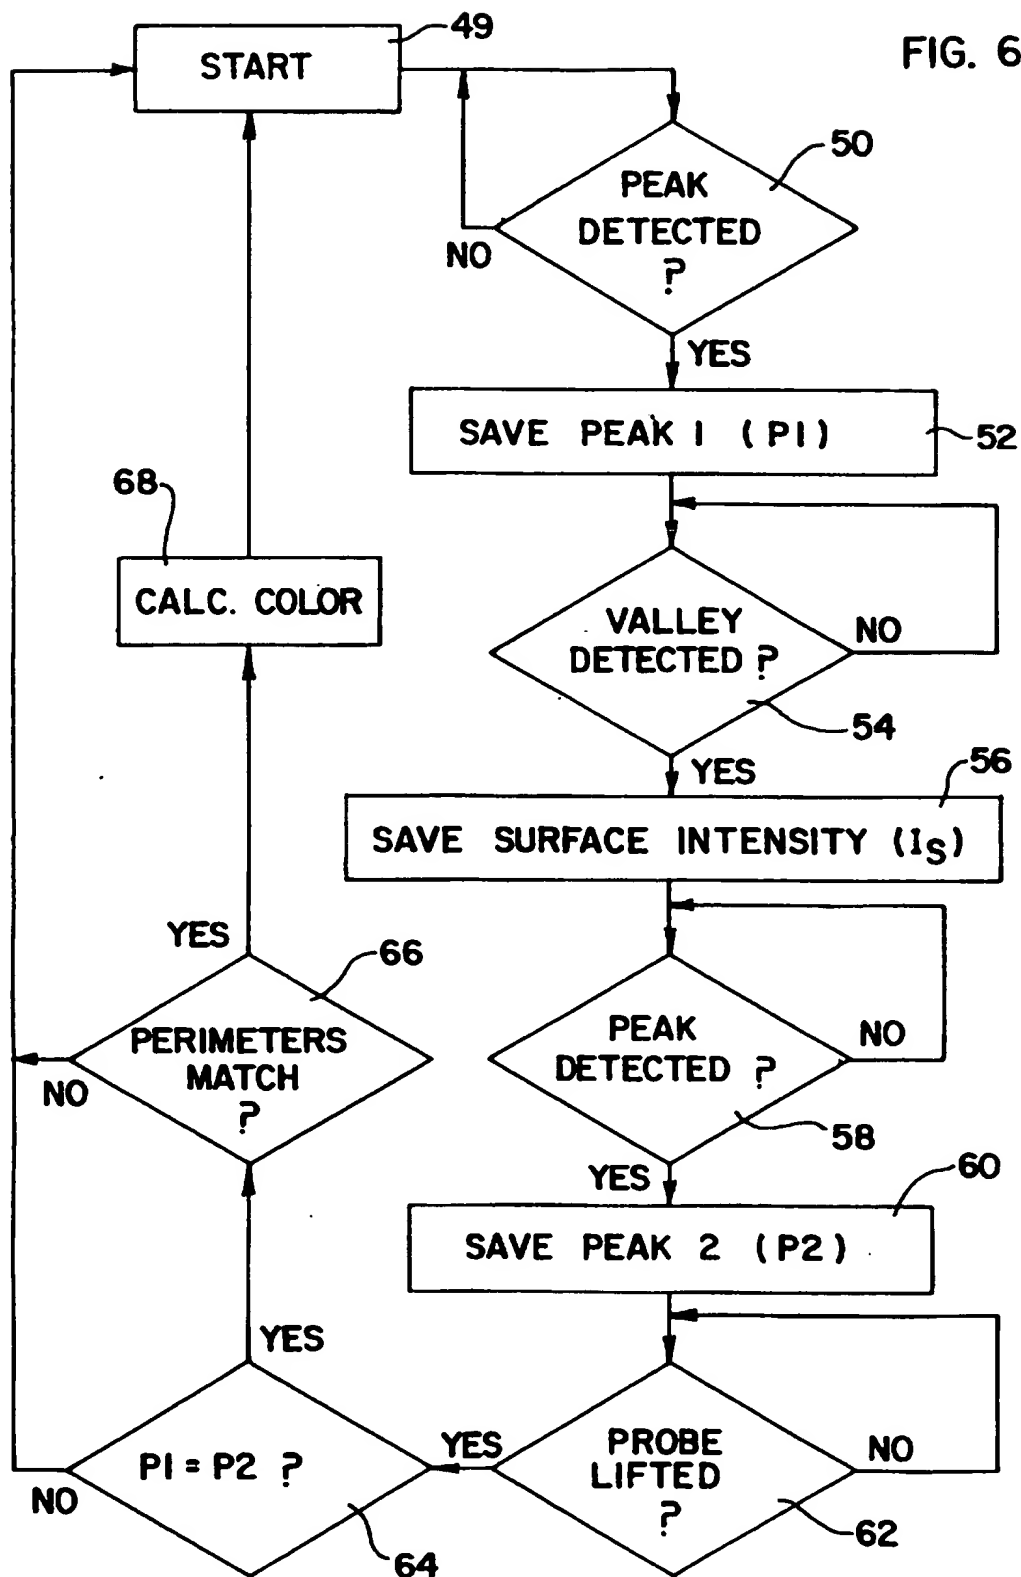 FIG. 6
49
START
50
PEAK
DETECTED
?
NO
YES
SAVE PEAK 1 (P1)
52
68
CALC. COLOR
VALLEY
DETECTED ?
NO
54
YES
56
SAVE SURFACE INTENSITY (IS)
YES
66
PERIMETERS
MATCH
?
NO
PEAK
DETECTED ?
NO
58
YES
60
SAVE PEAK 2 (P2)
YES
P1 = P2 ?
NO
64
YES
PROBE
LIFTED
?
NO
62